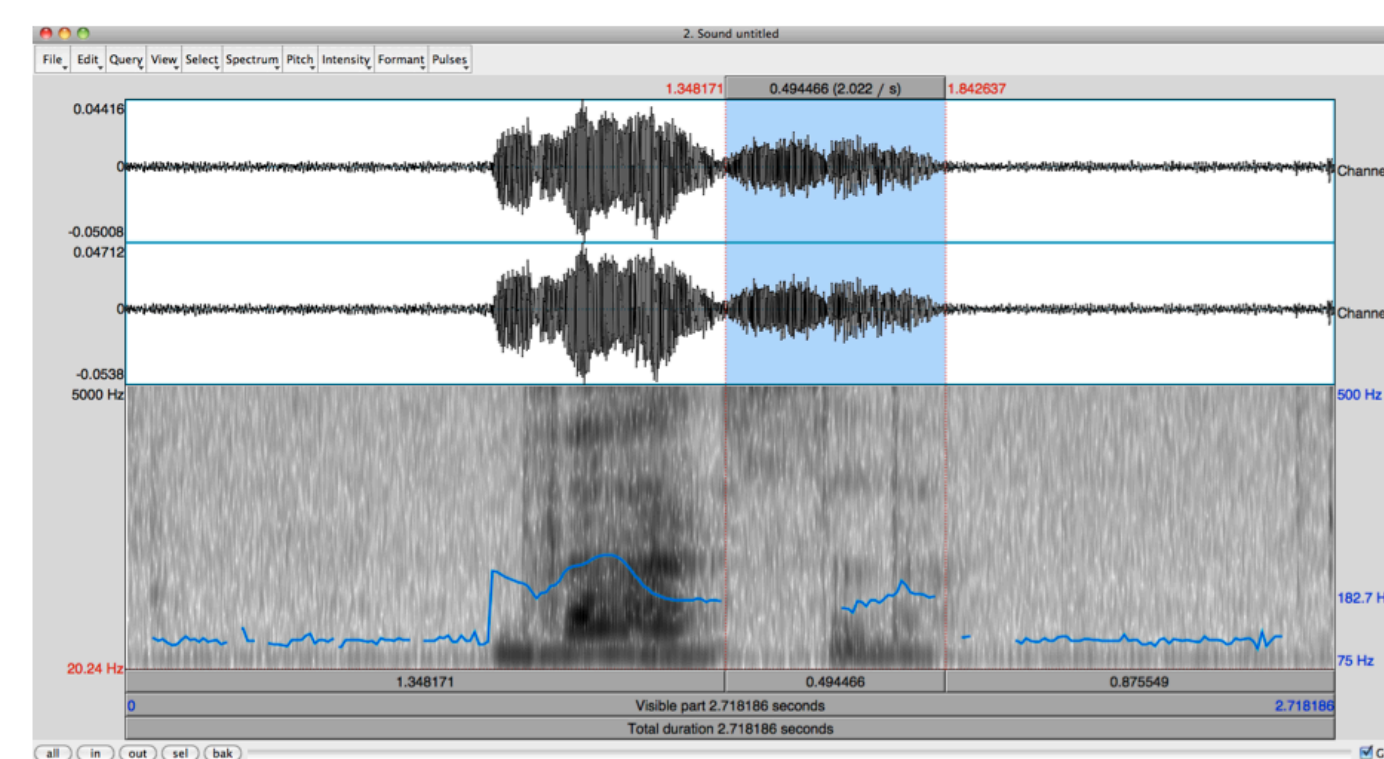 2. Sound untitled
File Edit Query View Select Spectrum Pitch Intensity Formant Pulses
1.348171 0.494466 (2.022 / s) 1.842637
0.04416
0
Channe
-0.05008
0.04712
0
Channe
-0.0538
5000 Hz 500 Hz
182.7 H
20.24 Hz 75 Hz
1.348171 0.494466 0.875549
0 Visible part 2.718186 seconds 2.718186
Total duration 2.718186 seconds
all in out sel bak G